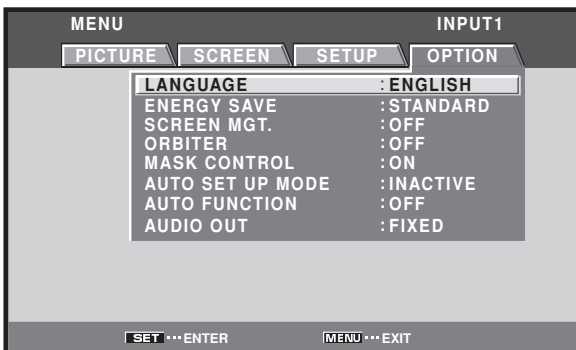 MENU INPUT1
PICTURE SCREEN SETUP OPTION
LANGUAGE :ENGLISH
ENERGY SAVE :STANDARD
SCREEN MGT. :OFF
ORBITER :OFF
MASK CONTROL :ON
AUTO SET UP MODE :INACTIVE
AUTO FUNCTION :OFF
AUDIO OUT :FIXED
SET ··· ENTER MENU ··· EXIT